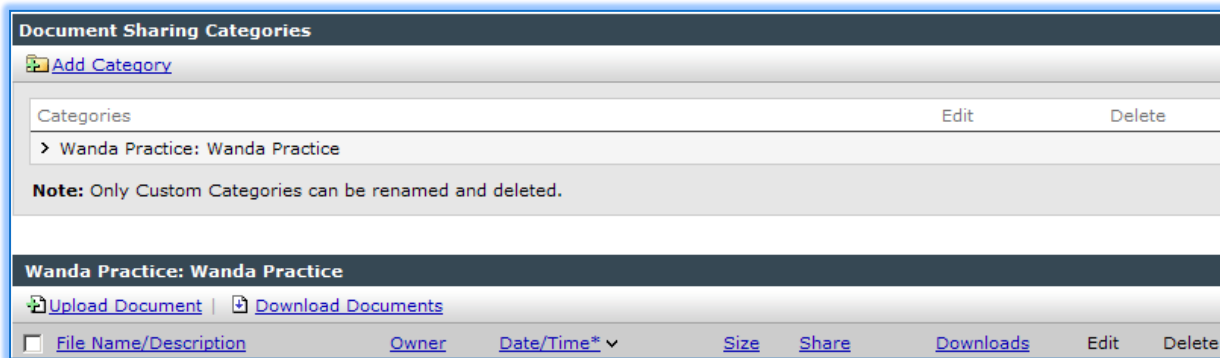 Document Sharing Categories
Add Category
Categories Edit Delete
> Wanda Practice: Wanda Practice
Note: Only Custom Categories can be renamed and deleted.
Wanda Practice: Wanda Practice
Upload Document | Download Documents
File Name/Description Owner Date/Time* Size Share Downloads Edit Delete